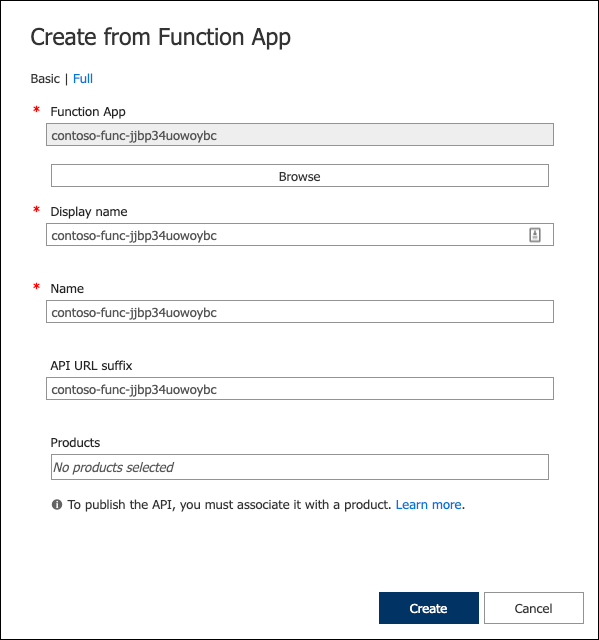 Create from Function App
Basic | Full
* Function App
contoso-func-jjbp34uowoybc
Browse
* Display name
contoso-func-jjbp34uowoybc
* Name
contoso-func-jjbp34uowoybc
API URL suffix
contoso-func-jjbp34uowoybc
Products
No products selected
To publish the API, you must associate it with a product. Learn more.
Create Cancel